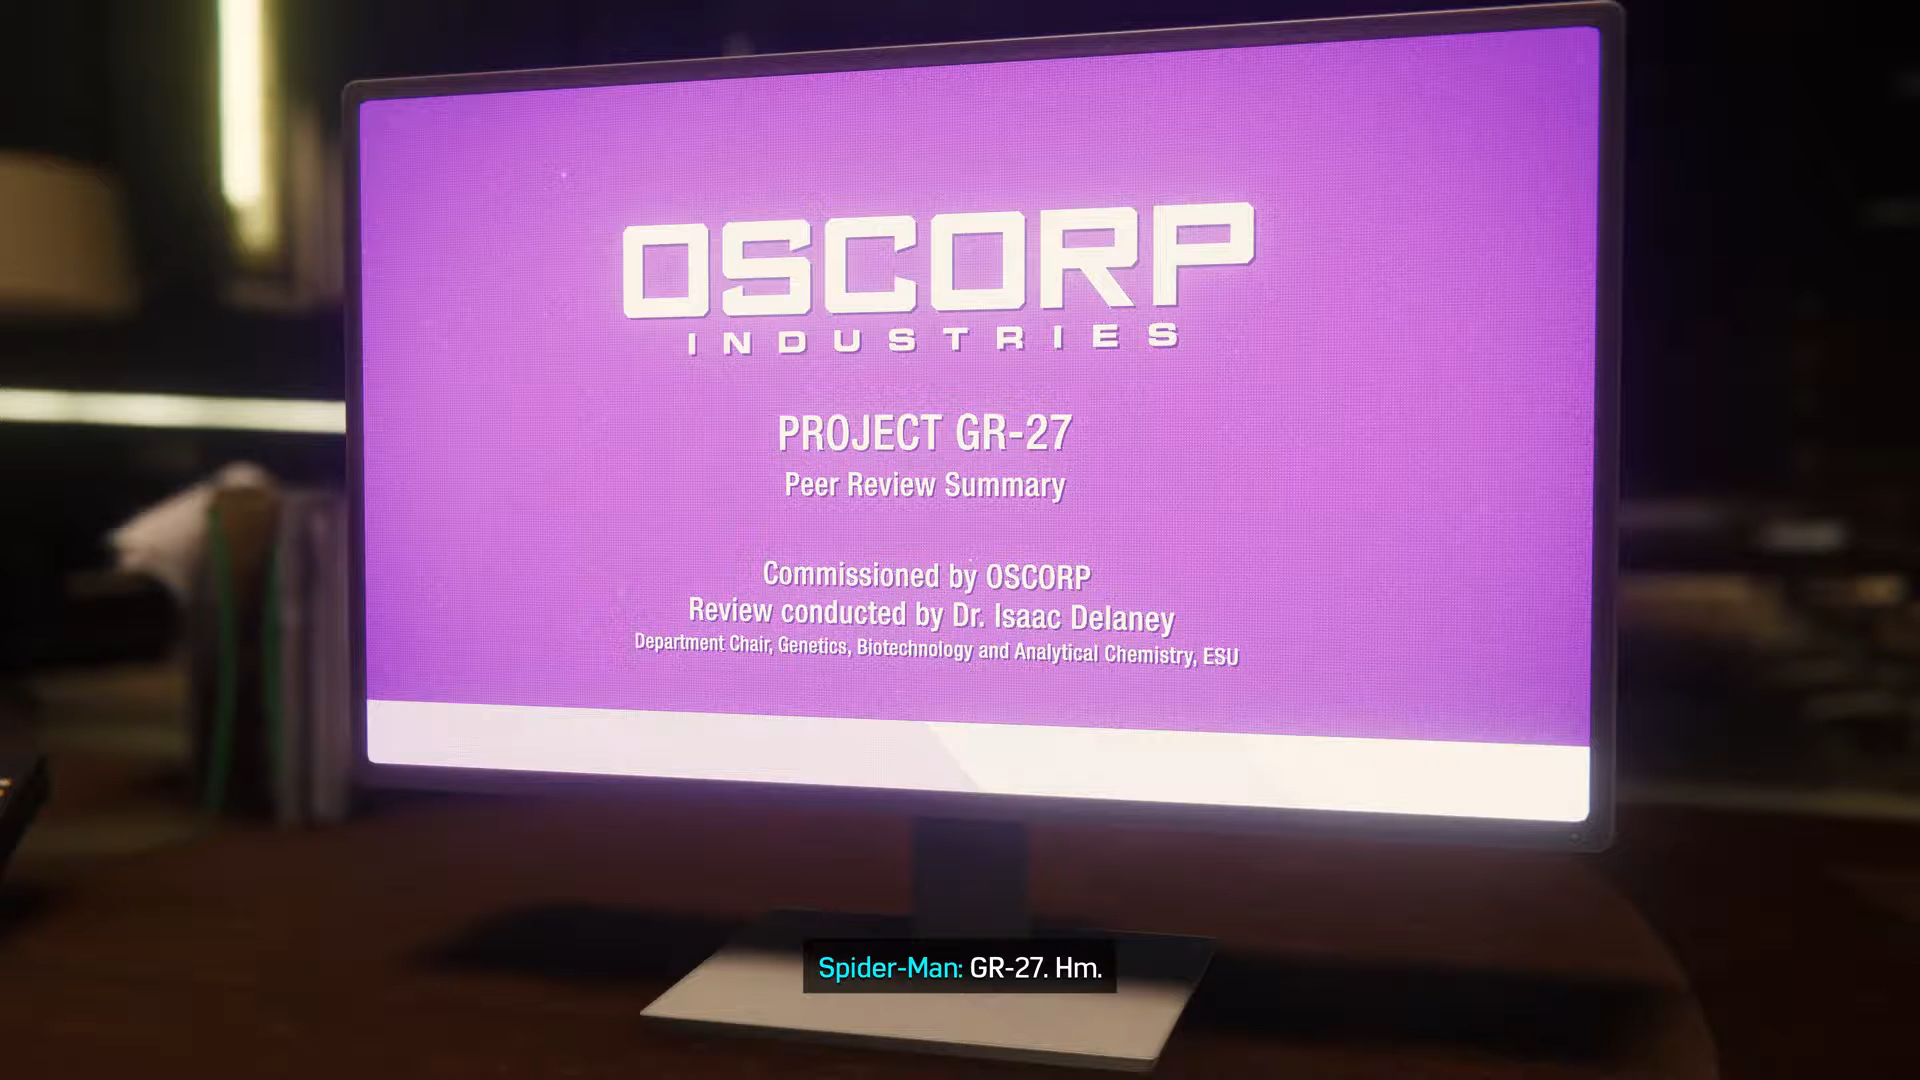 OSCORP
INDUSTRIES
PROJECT GR-27
Peer Review Summary
Commissioned by OSCORP
Review conducted by Dr. Isaac Delaney
Department Chair, Genetics, Biotechnology and Analytical Chemistry, ESU
Spider-Man: GR-27. Hm.